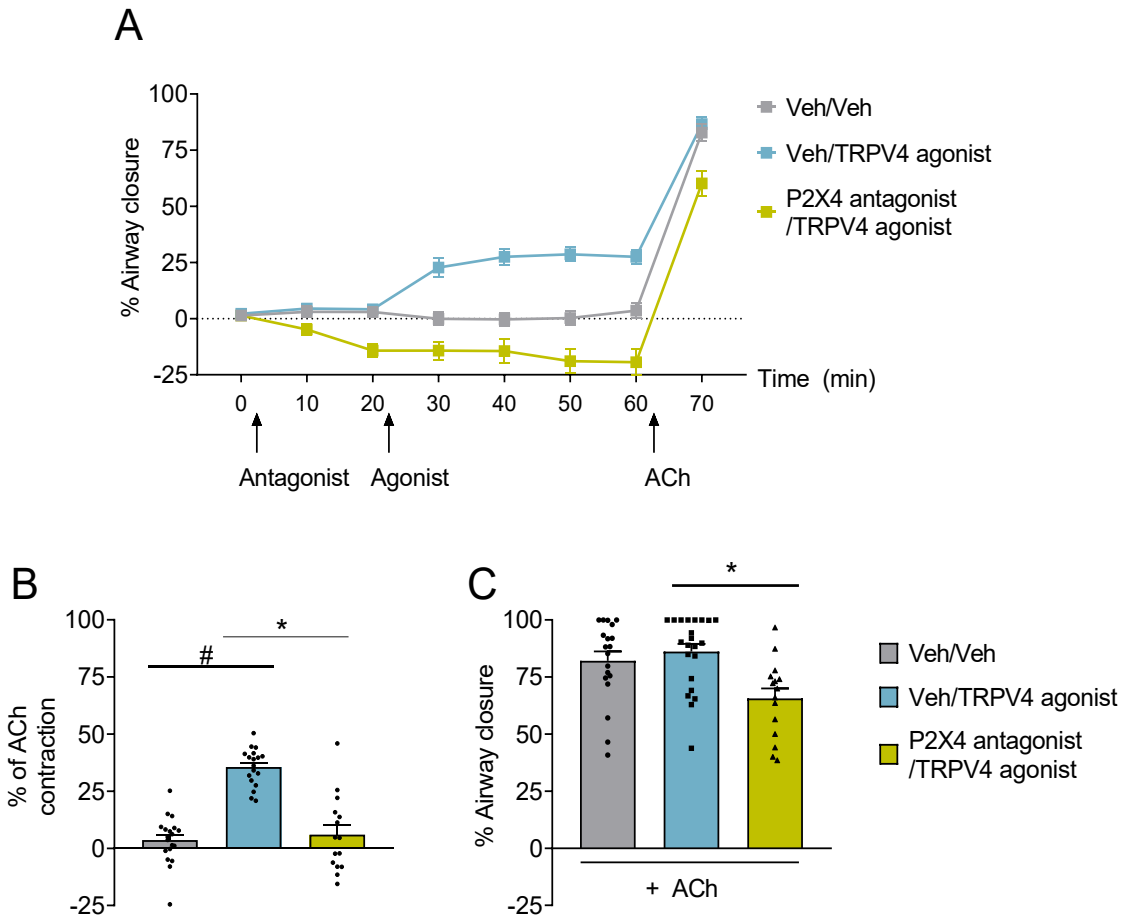 A
% Airway closure
100
75
50
25
0
-25
0 10 20 30 40 50 60 70
Time (min)
Antagonist Agonist ACh
Veh/Veh
Veh/TRPV4 agonist
P2X4 antagonist
/TRPV4 agonist
B
% of ACh
contraction
100
75
50
25
0
-25
#
*
C
% Airway closure
100
75
50
25
0
-25
*
+ ACh
Veh/Veh
Veh/TRPV4 agonist
P2X4 antagonist
/TRPV4 agonist